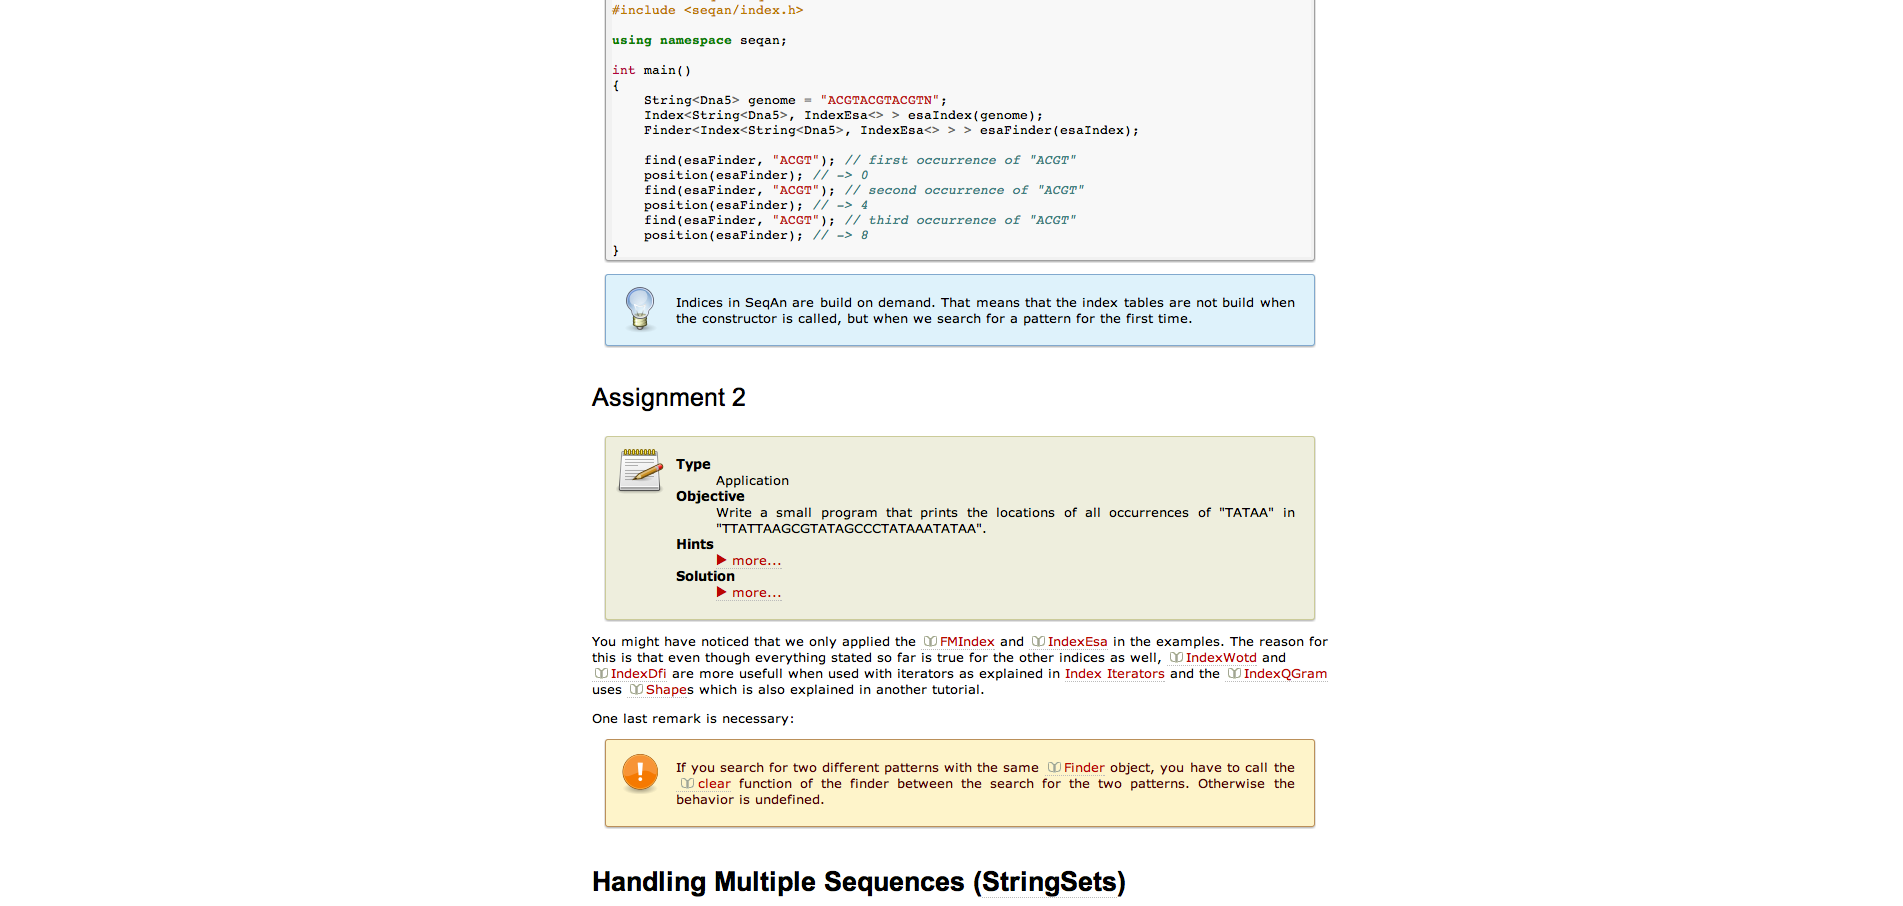 #include <seqan/index.h>
using namespace seqan;
int main()
{
String<Dna5> genome = "ACGTACGTACGTN";
Index<String<Dna5>, IndexEsa<> > esaIndex(genome);
Finder<Index<String<Dna5>, IndexEsa<> > > esaFinder(esaIndex);
find(esaFinder, "ACGT"); // first occurrence of "ACGT"
position(esaFinder); // -> 0
find(esaFinder, "ACGT"); // second occurrence of "ACGT"
position(esaFinder); // -> 4
find(esaFinder, "ACGT"); // third occurrence of "ACGT"
position(esaFinder); // -> 8
}
Indices in SeqAn are build on demand. That means that the index tables are not build when
the constructor is called, but when we search for a pattern for the first time.
Assignment 2
Type
Application
Objective
Write a small program that prints the locations of all occurrences of "TATAA" in
"TTATTAAGCGTATAGCCCTATAAATATAA".
Hints
more...
Solution
more...
You might have noticed that we only applied the FMIndex and IndexEsa in the examples. The reason for
this is that even though everything stated so far is true for the other indices as well, IndexWotd and
IndexDfi are more usefull when used with iterators as explained in Index Iterators and the IndexQGram
uses Shapes which is also explained in another tutorial.
One last remark is necessary:
If you search for two different patterns with the same Finder object, you have to call the
clear function of the finder between the search for the two patterns. Otherwise the
behavior is undefined.
Handling Multiple Sequences (StringSets)